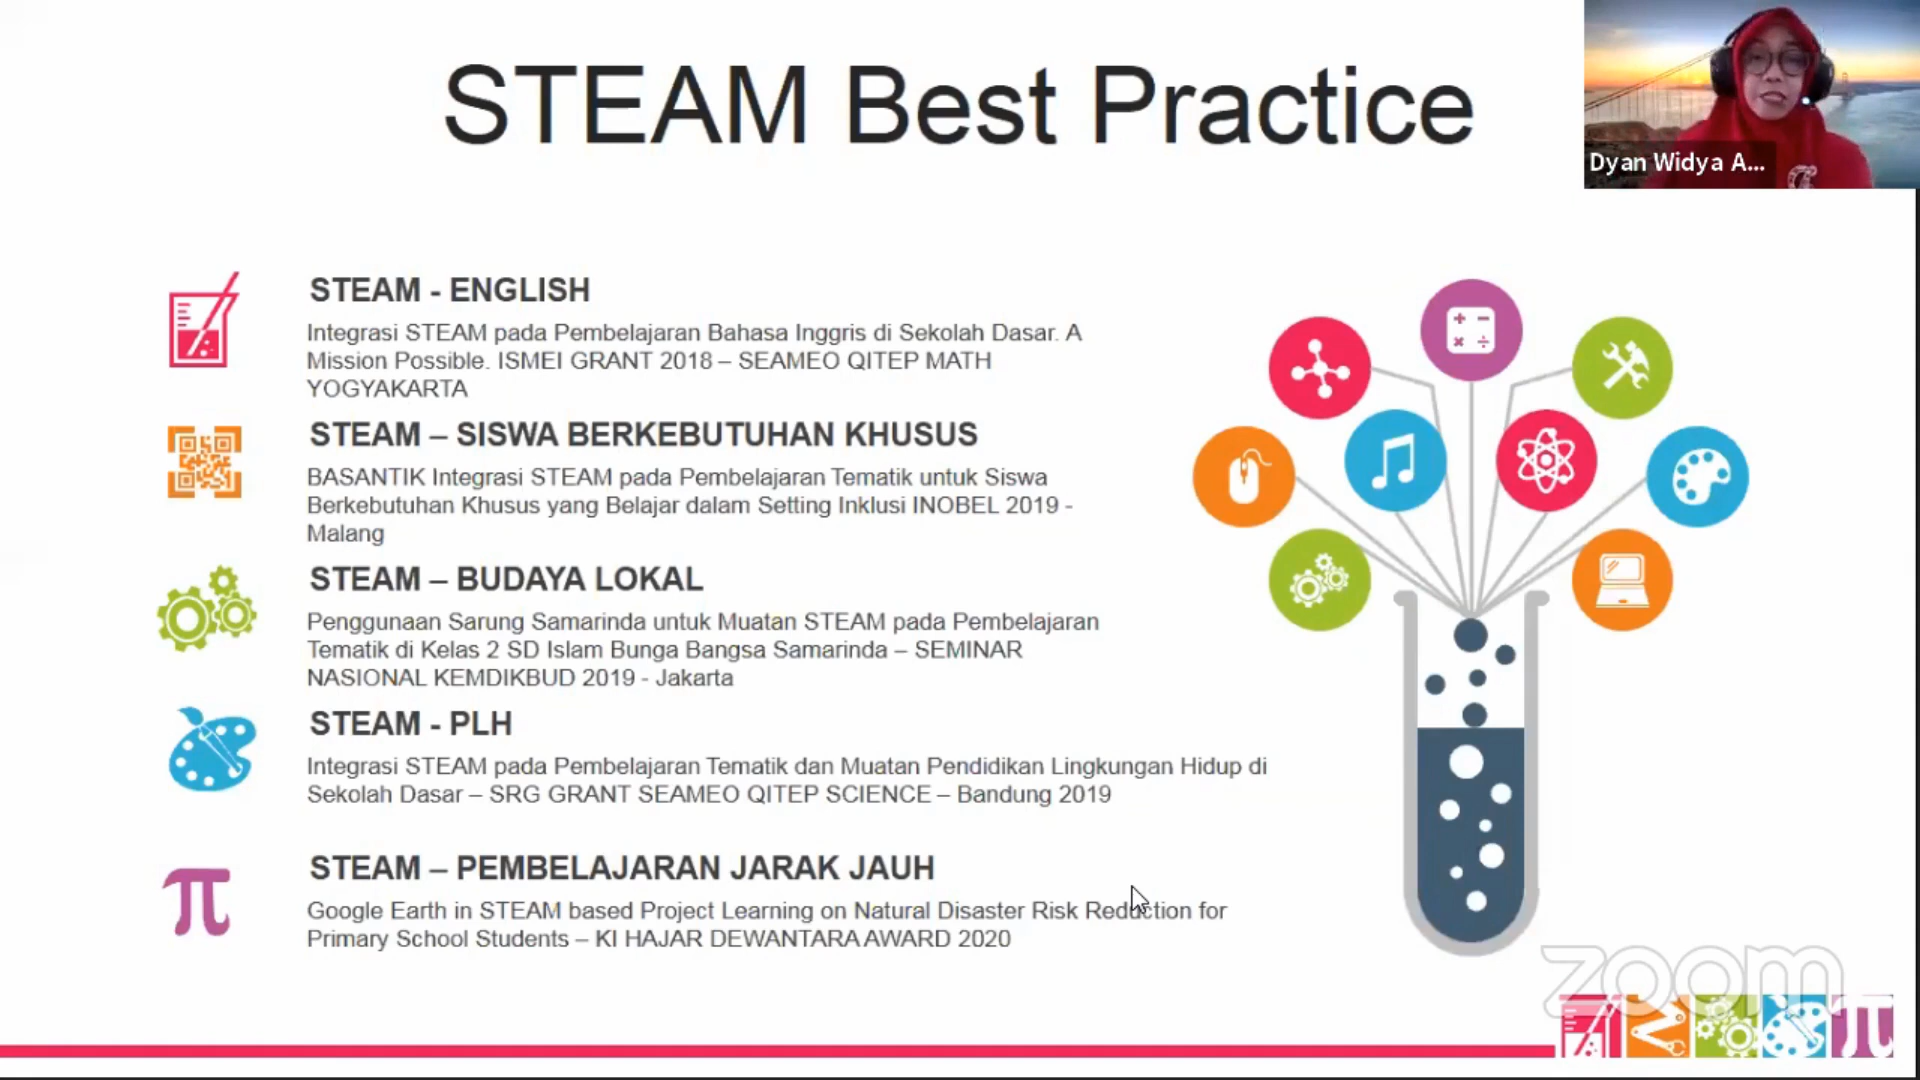 STEAM Best Practice
Dyan Widya A...
STEAM - ENGLISH
Integrasi STEAM pada Pembelajaran Bahasa Inggris di Sekolah Dasar. A
Mission Possible. ISMEI GRANT 2018 – SEAMEO QITEP MATH
YOGYAKARTA
STEAM – SISWA BERKEBUTUHAN KHUSUS
BASANTIK Integrasi STEAM pada Pembelajaran Tematik untuk Siswa
Berkebutuhan Khusus yang Belajar dalam Setting Inklusi INOBEL 2019 -
Malang
STEAM – BUDAYA LOKAL
Penggunaan Sarung Samarinda untuk Muatan STEAM pada Pembelajaran
Tematik di Kelas 2 SD Islam Bunga Bangsa Samarinda – SEMINAR
NASIONAL KEMDIKBUD 2019 - Jakarta
STEAM - PLH
Integrasi STEAM pada Pembelajaran Tematik dan Muatan Pendidikan Lingkungan Hidup di
Sekolah Dasar – SRG GRANT SEAMEO QITEP SCIENCE – Bandung 2019
π
STEAM – PEMBELAJARAN JARAK JAUH
Google Earth in STEAM based Project Learning on Natural Disaster Risk Reduction for
Primary School Students – KI HAJAR DEWANTARA AWARD 2020
zoom
π